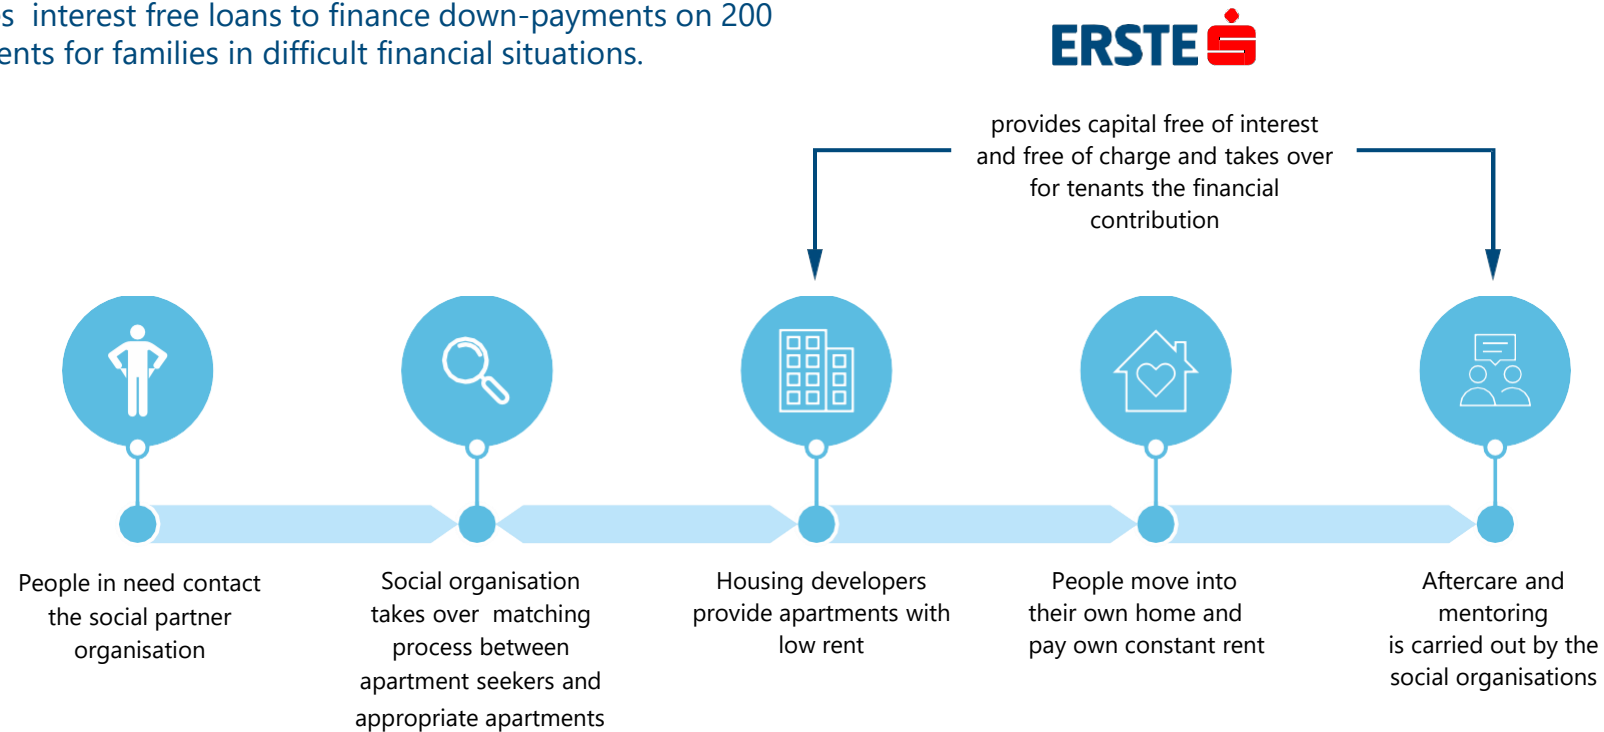 interest free loans to finance down-payments on 200
for families in difficult financial situations.
ERSTE
provides capital free of interest
and free of charge and takes over
for tenants the financial
contribution
People in need contact
the social partner
organisation
Social organisation
takes over matching
process between
apartment seekers and
appropriate apartments
Housing developers
provide apartments with
low rent
People move into
their own home and
pay own constant rent
Aftercare and
mentoring
is carried out by the
social organisations